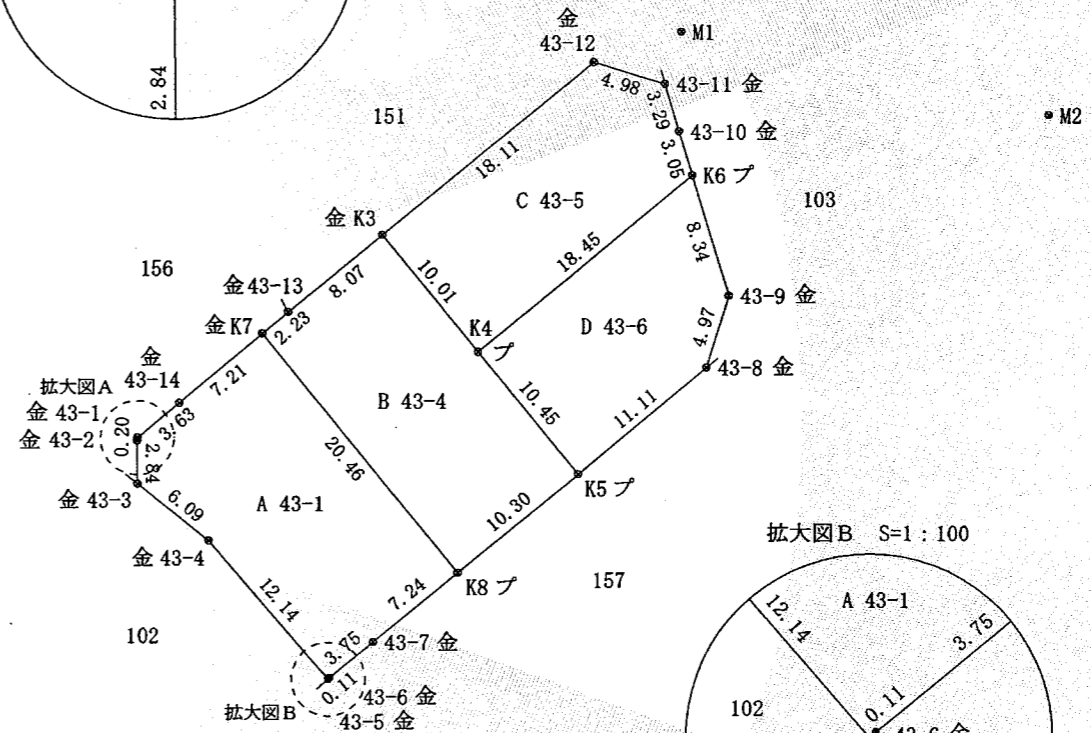 2.84
金
43-12
M1
4.98
43-11 金
3.29
43-10 金
M2
151
3.05
K6 プ
18.11
C 43-5
103
金 K3
18.45
8.34
156
10.01
8.07
金 43-13
43-9 金
K4
プ
D 43-6
4.97
金 K7
2.23
43-8 金
金
43-14
7.21
拡大図A
B 43-4
10.45
11.11
金 43-1
3.63
金 43-2
0.20
2.84
20.46
金 43-3
K5 プ
6.09
A 43-1
10.30
金 43-4
拡大図B S=1:100
K8 プ
157
12.14
7.24
A 43-1
12.14
3.75
102
43-7 金
3.75
0.11
43-6 金
拡大図B
43-5 金
102
0.11
43-6 金